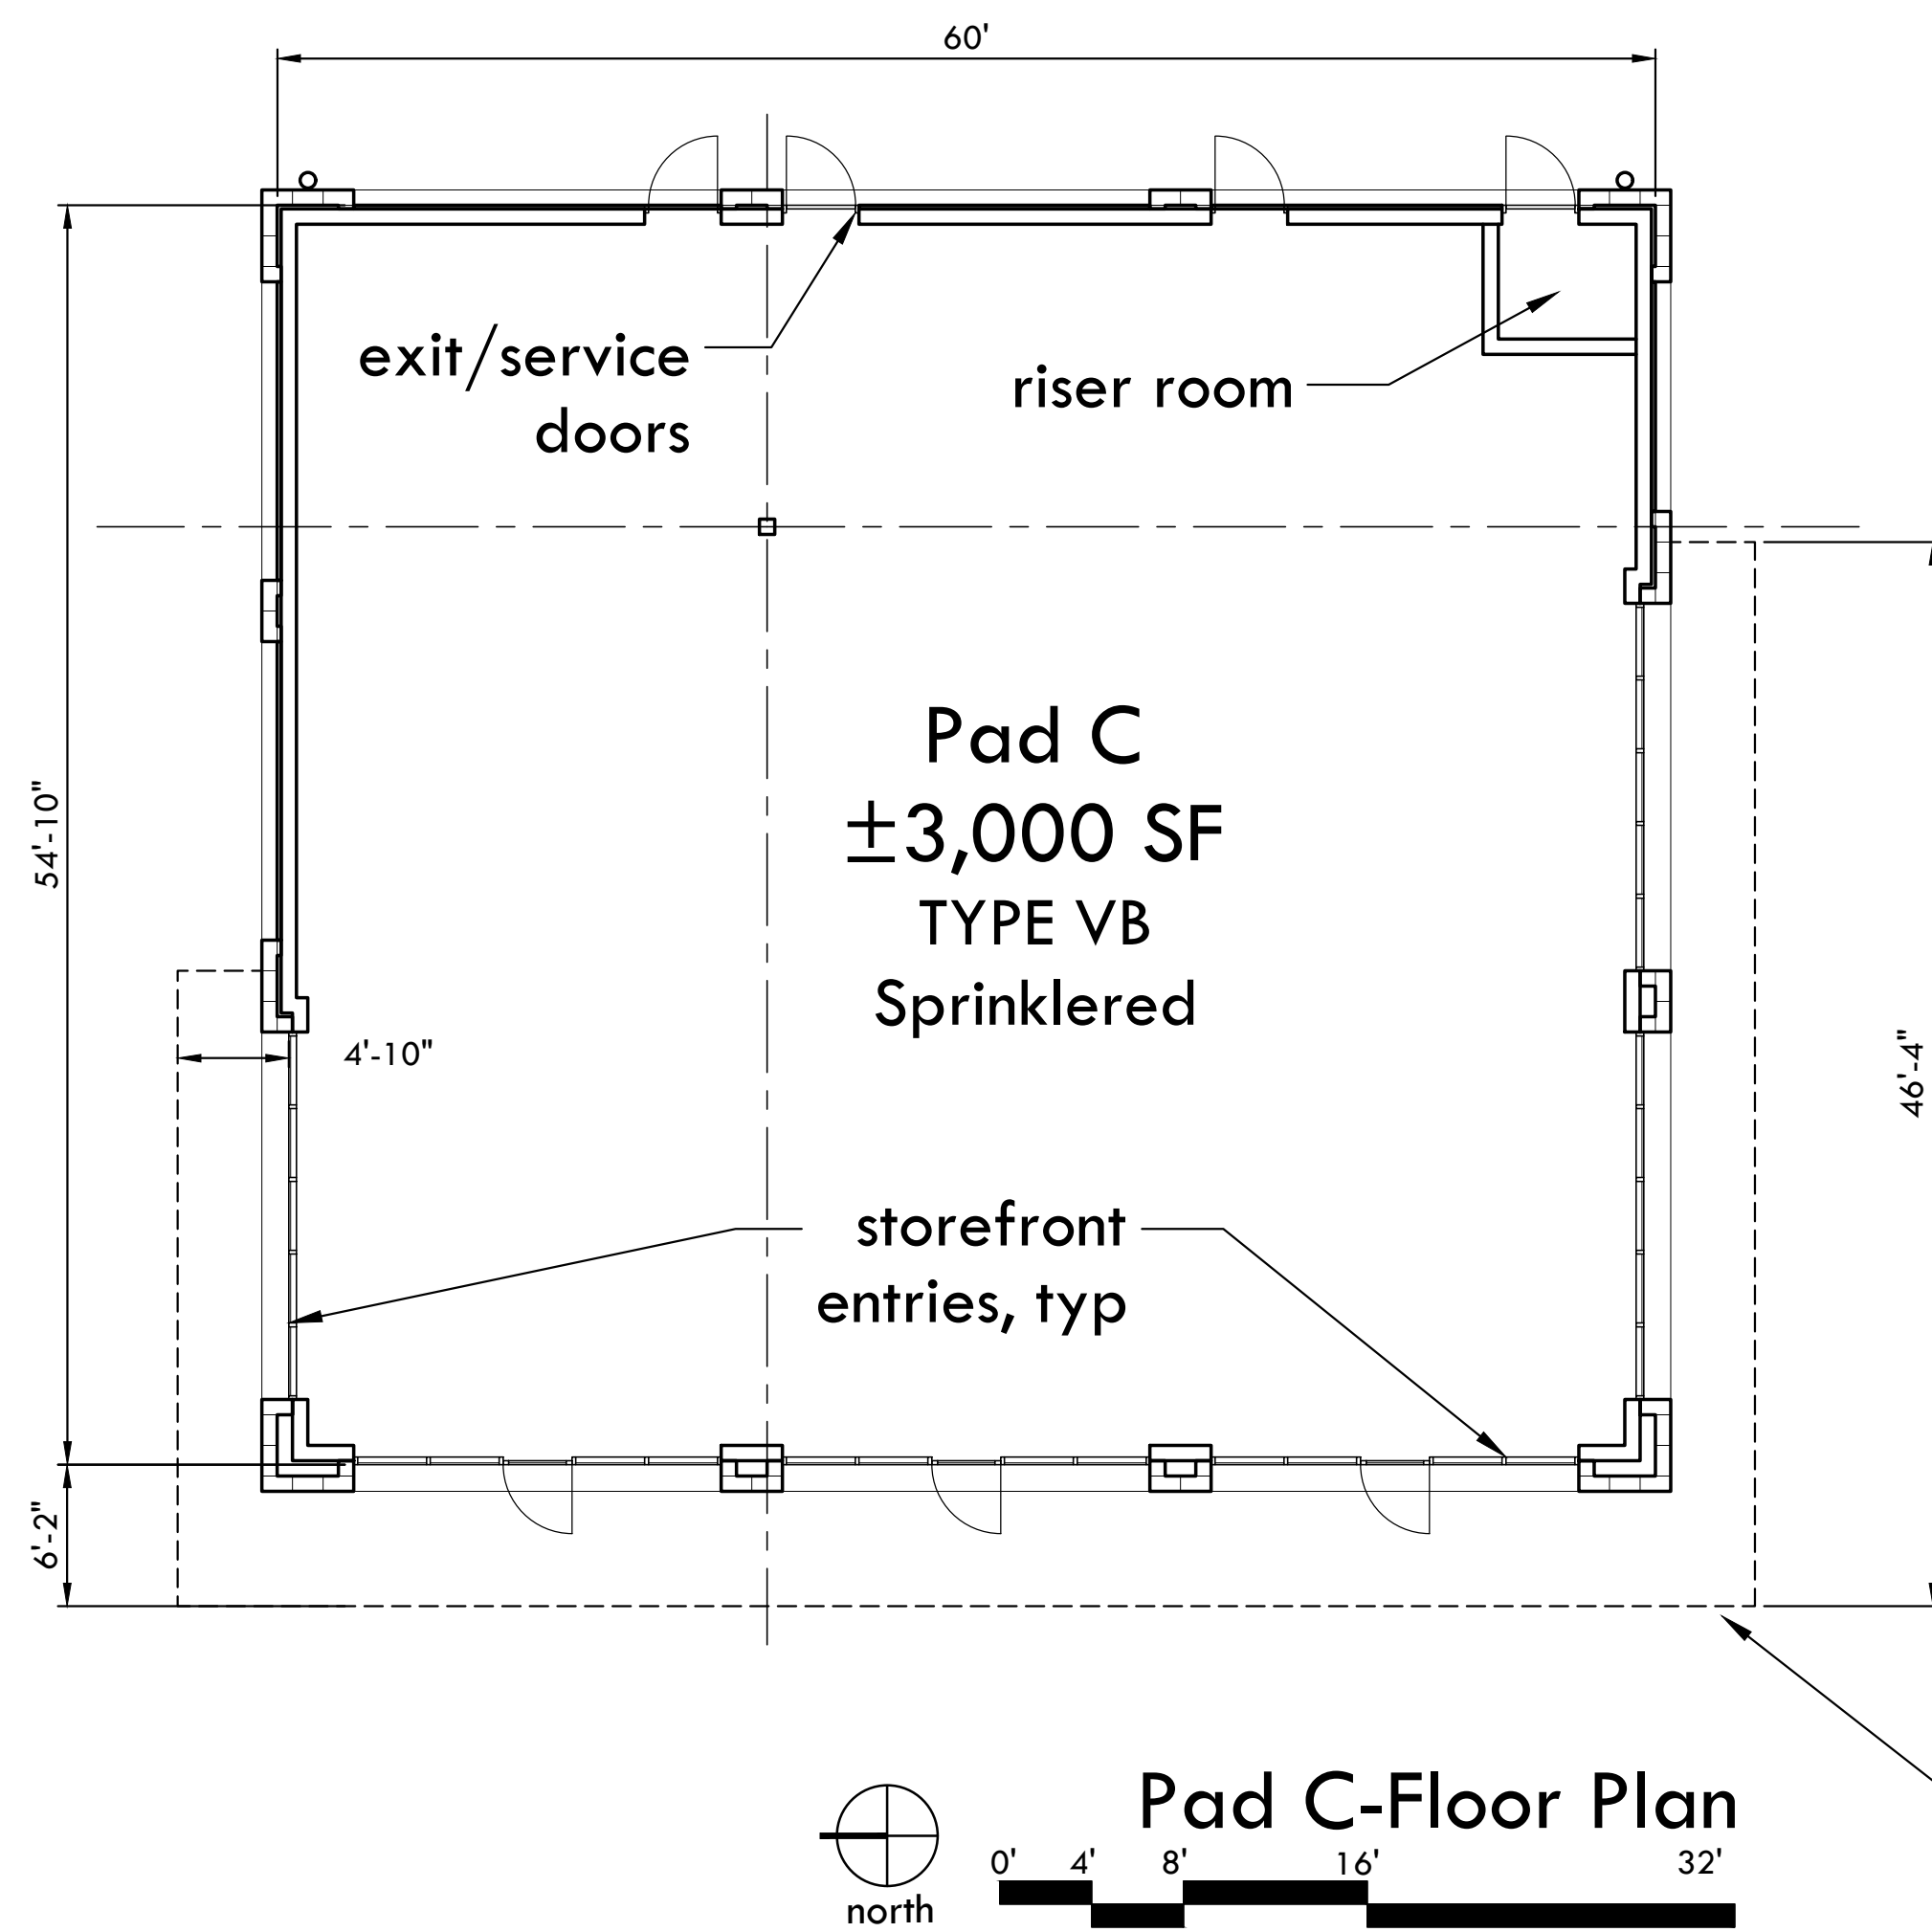 60'
exit/service
doors
riser room
Pad C
±3,000 SF
TYPE VB
Sprinklered
54'-10"
4'-10"
46'-4"
storefront
entries, typ
6'-2"
Pad C-Floor Plan
0' 4' 8' 16' 32'
north